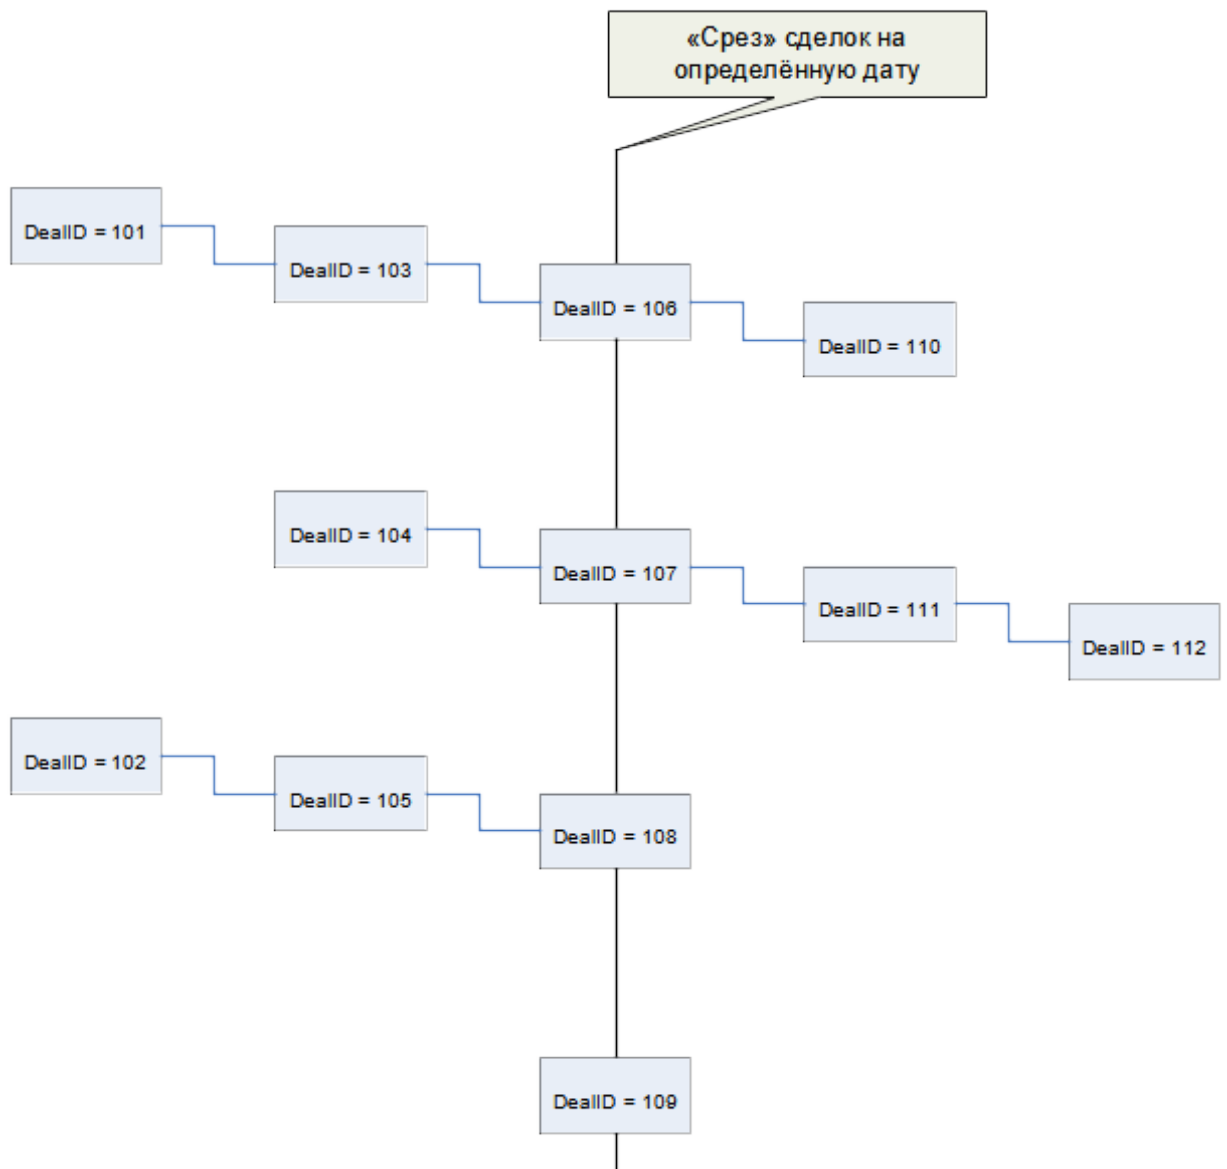 «Срез» сделок на
определённую дату
DealID = 101
DealID = 103
DealID = 106
DealID = 110
DealID = 104
DealID = 107
DealID = 111
DealID = 112
DealID = 102
DealID = 105
DealID = 108
DealID = 109